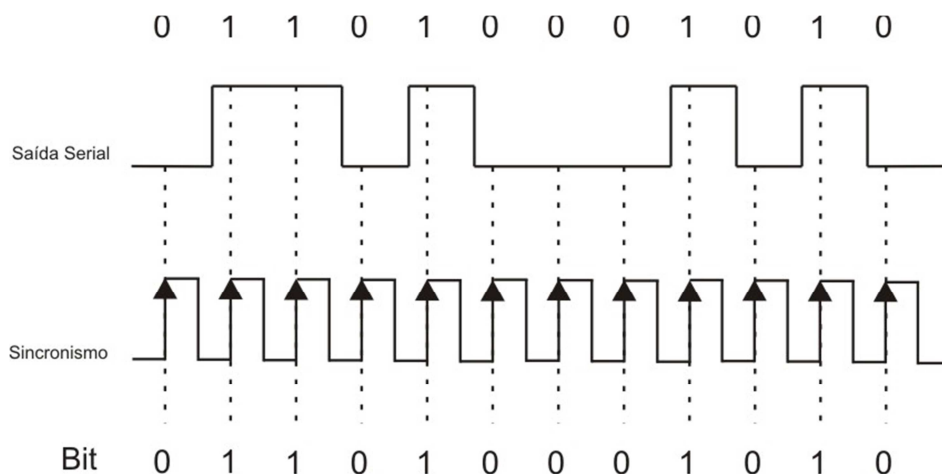 0 1 1 0 1 0 0 0 1 0 1 0
Saída Serial
Sincronismo
Bit 0 1 1 0 1 0 0 0 1 0 1 0